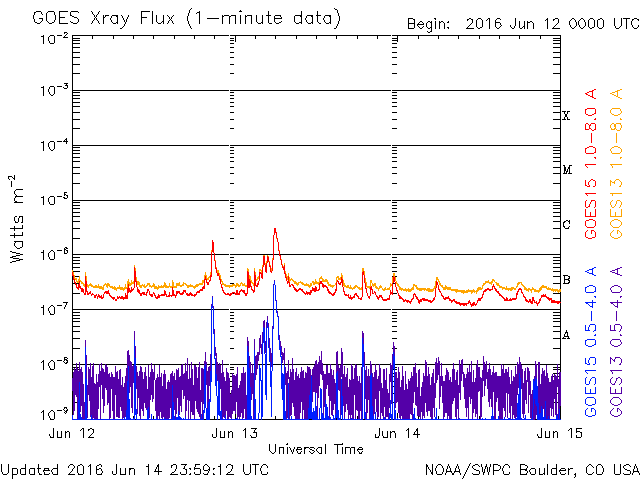 GOES Xray Flux (1-minute data)
Begin: 2016 Jun 12 0000 UTC
10-2
10-3
10-4
10-5
10-6
10-7
10-8
10-9
Watts m-2
X
M
C
B
A
GOES15 1.0-8.0 A
GOES13 1.0-8.0 A
GOES15 0.5-4.0 A
GOES13 0.5-4.0 A
Jun 12
Jun 13
Jun 14
Jun 15
Universal Time
Updated 2016 Jun 14 23:59:12 UTC
NOAA/SWPC Boulder, CO USA